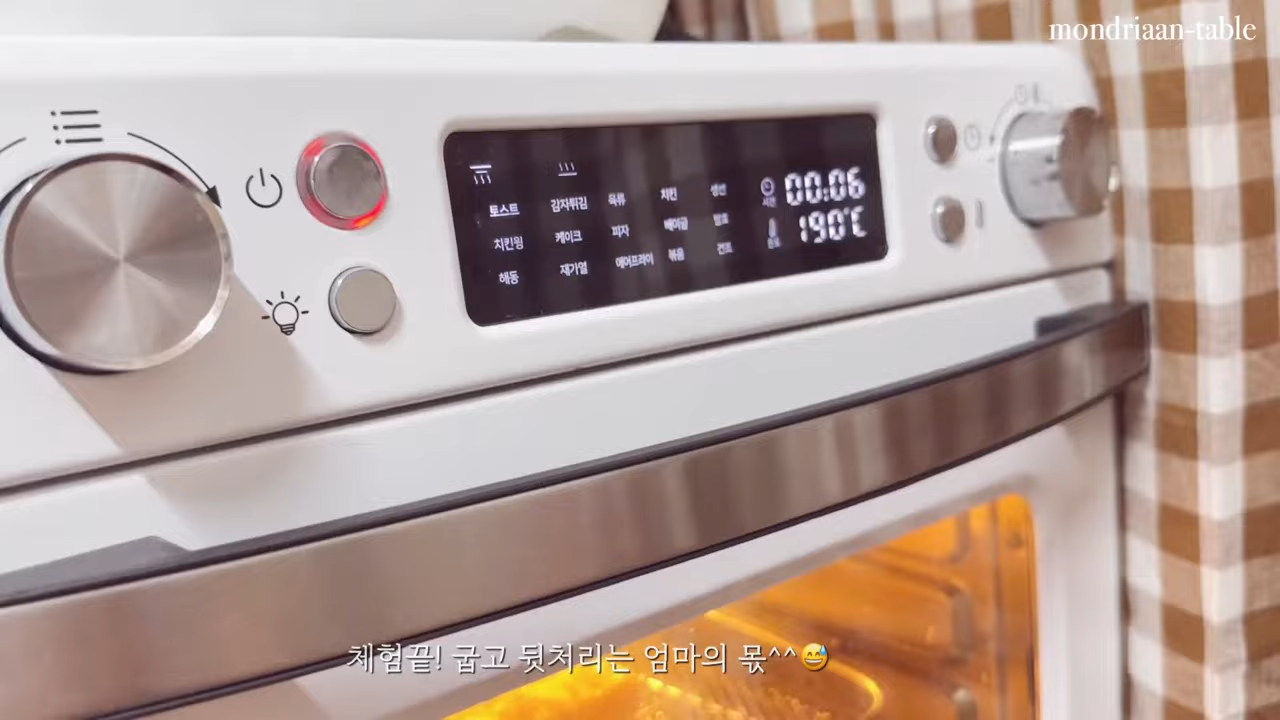 mondriaan-table
토스트 감자튀김 육류 치킨 생선
치킨윙 케이크 피자 베이글 발효
해동 재가열 에어프라이 볶음 건조
시간 00:06
온도 190℃
체험끝! 굽고 뒷처리는 엄마의 몫^^😅